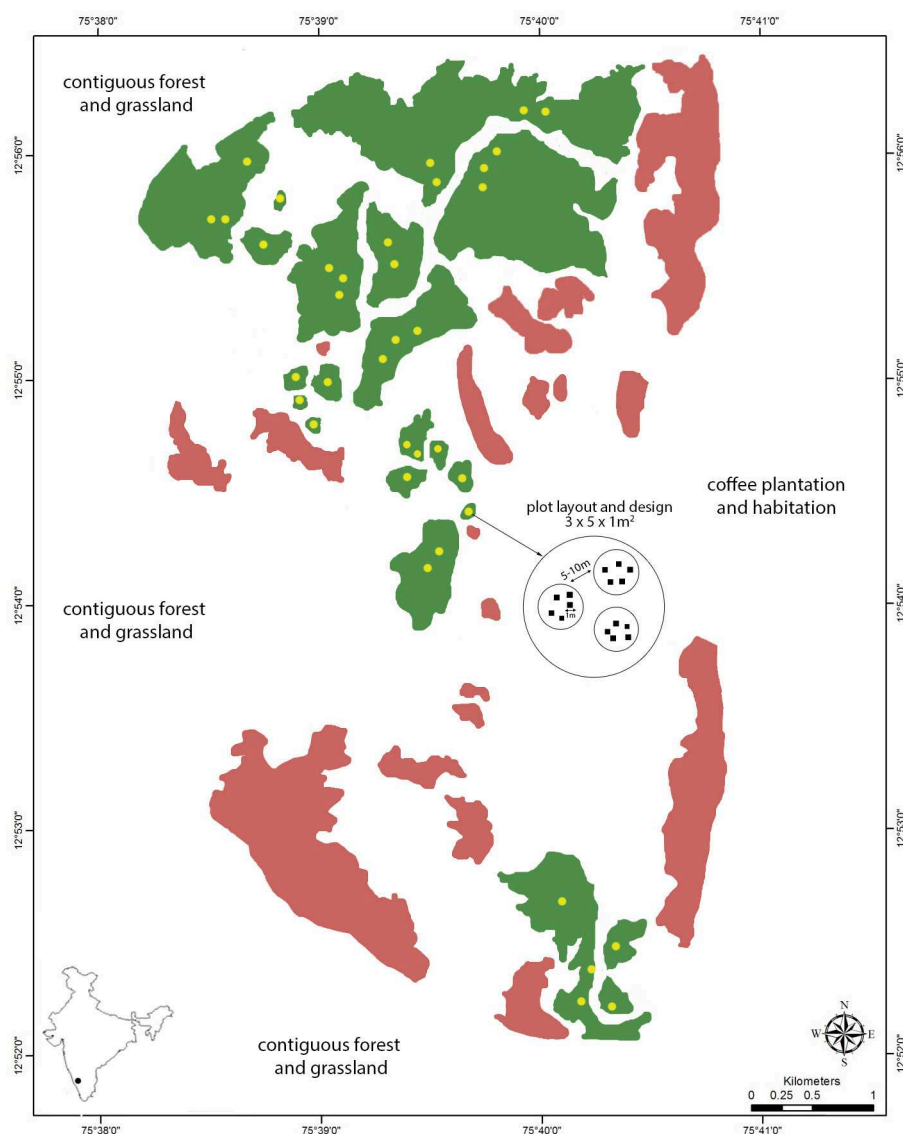 75°38'0"
75°39'0"
75°40'0"
75°41'0"
contiguous forest
and grassland
12°56'0"
12°56'0"
12°55'0"
12°55'0"
coffee plantation
and habitation
plot layout and design
3 x 5 x 1m²
5-10m
1m
12°54'0"
12°54'0"
contiguous forest
and grassland
12°53'0"
12°53'0"
contiguous forest
and grassland
N
W
E
S
12°52'0"
12°52'0"
Kilometers
0 0.25 0.5 1
75°38'0"
75°39'0"
75°40'0"
75°41'0"